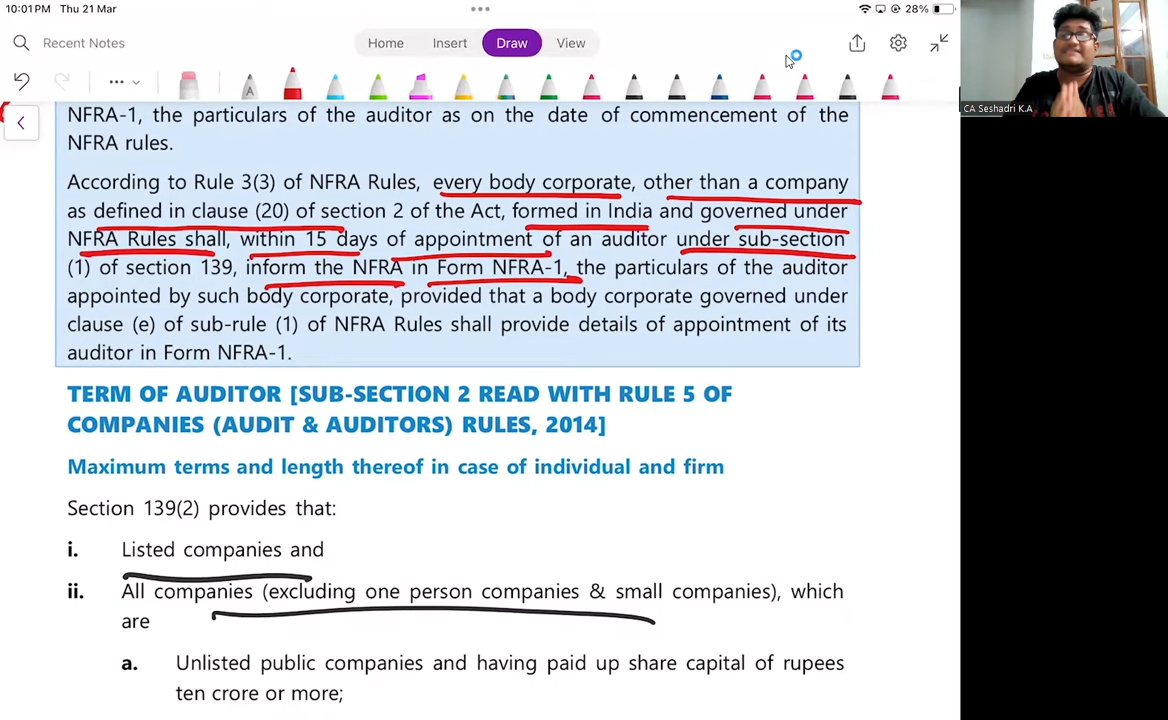 10:01 PM Thu 21 Mar
28%
Recent Notes
Home Insert Draw View
A
CA Seshadri K.A
NFRA-1, the particulars of the auditor as on the date of commencement of the
NFRA rules.
According to Rule 3(3) of NFRA Rules, every body corporate, other than a company
as defined in clause (20) of section 2 of the Act, formed in India and governed under
NFRA Rules shall, within 15 days of appointment of an auditor under sub-section
(1) of section 139, inform the NFRA in Form NFRA-1, the particulars of the auditor
appointed by such body corporate, provided that a body corporate governed under
clause (e) of sub-rule (1) of NFRA Rules shall provide details of appointment of its
auditor in Form NFRA-1.
TERM OF AUDITOR [SUB-SECTION 2 READ WITH RULE 5 OF
COMPANIES (AUDIT & AUDITORS) RULES, 2014]
Maximum terms and length thereof in case of individual and firm
Section 139(2) provides that:
i. Listed companies and
ii. All companies (excluding one person companies & small companies), which
are
a. Unlisted public companies and having paid up share capital of rupees
ten crore or more;